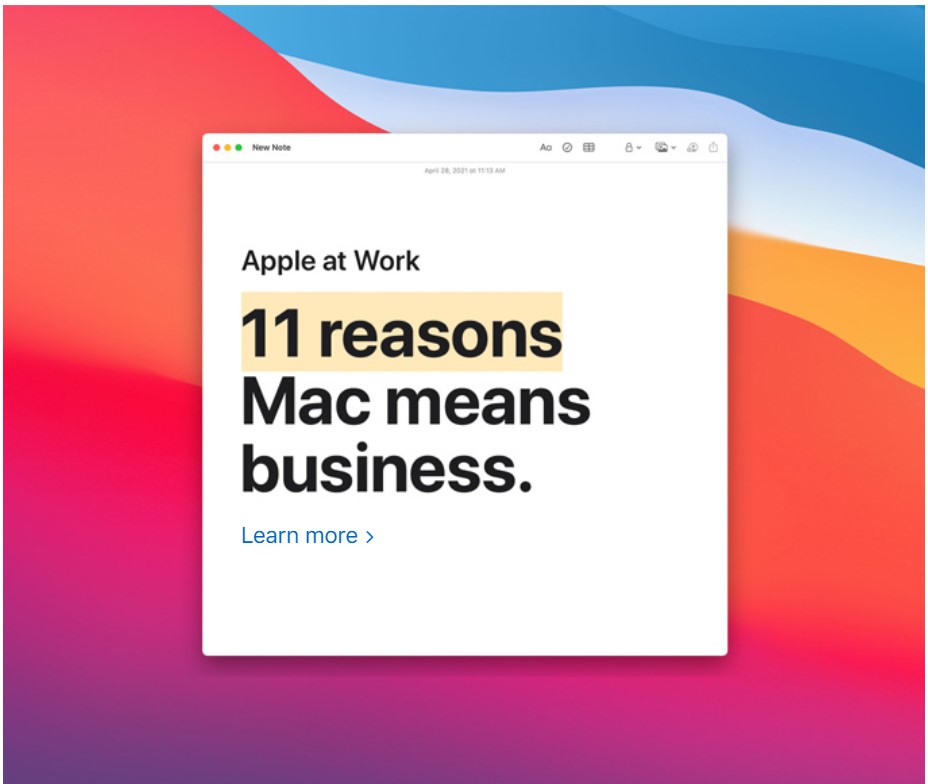 New Note
Aa
April 28, 2021 at 11:13 AM
Apple at Work
11 reasons
Mac means
business.
Learn more >